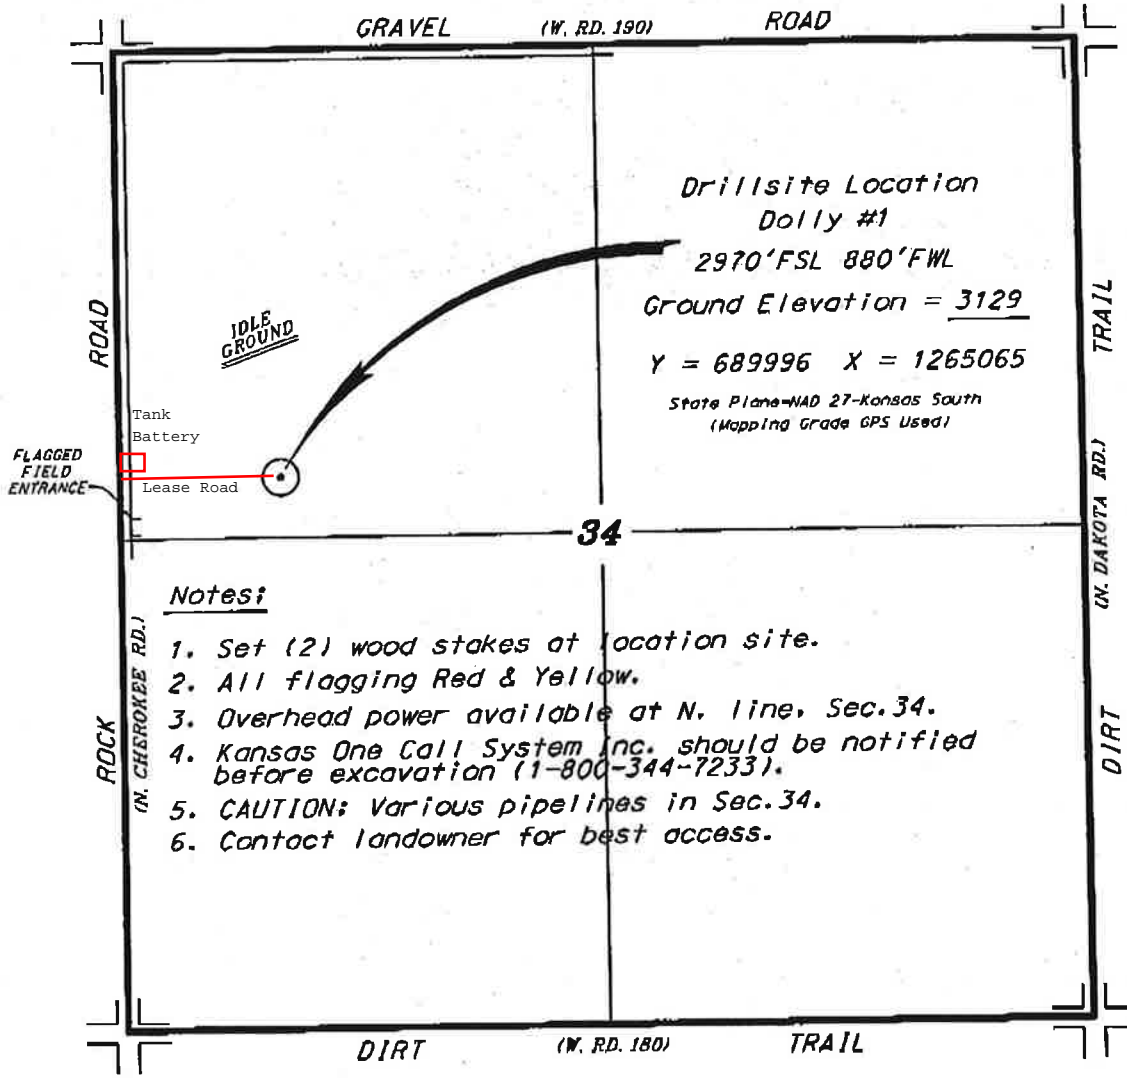 GRAVEL (W. RD. 190) ROAD
Drillsite Location
Dolly #1
2970'FSL 880'FWL
Ground Elevation = 3129
Y = 689996 X = 1265065
State Plane-NAD 27-Kansas South
(Mapping Grade GPS Used)
IDLE
GROUND
ROAD
TRAIL
Tank
Battery
FLAGGED
FIELD
ENTRANCE
Lease Road
34
(N. DAKOTA RD.)
Notes:
1. Set (2) wood stakes at location site.
2. All flagging Red & Yellow.
3. Overhead power available at N. line, Sec.34.
4. Kansas One Call System Inc. should be notified
before excavation (1-800-344-7233).
5. CAUTION: Various pipelines in Sec.34.
6. Contact landowner for best access.
(N. CHEROKEE RD.)
ROCK
DIRT
DIRT (W. RD. 180) TRAIL